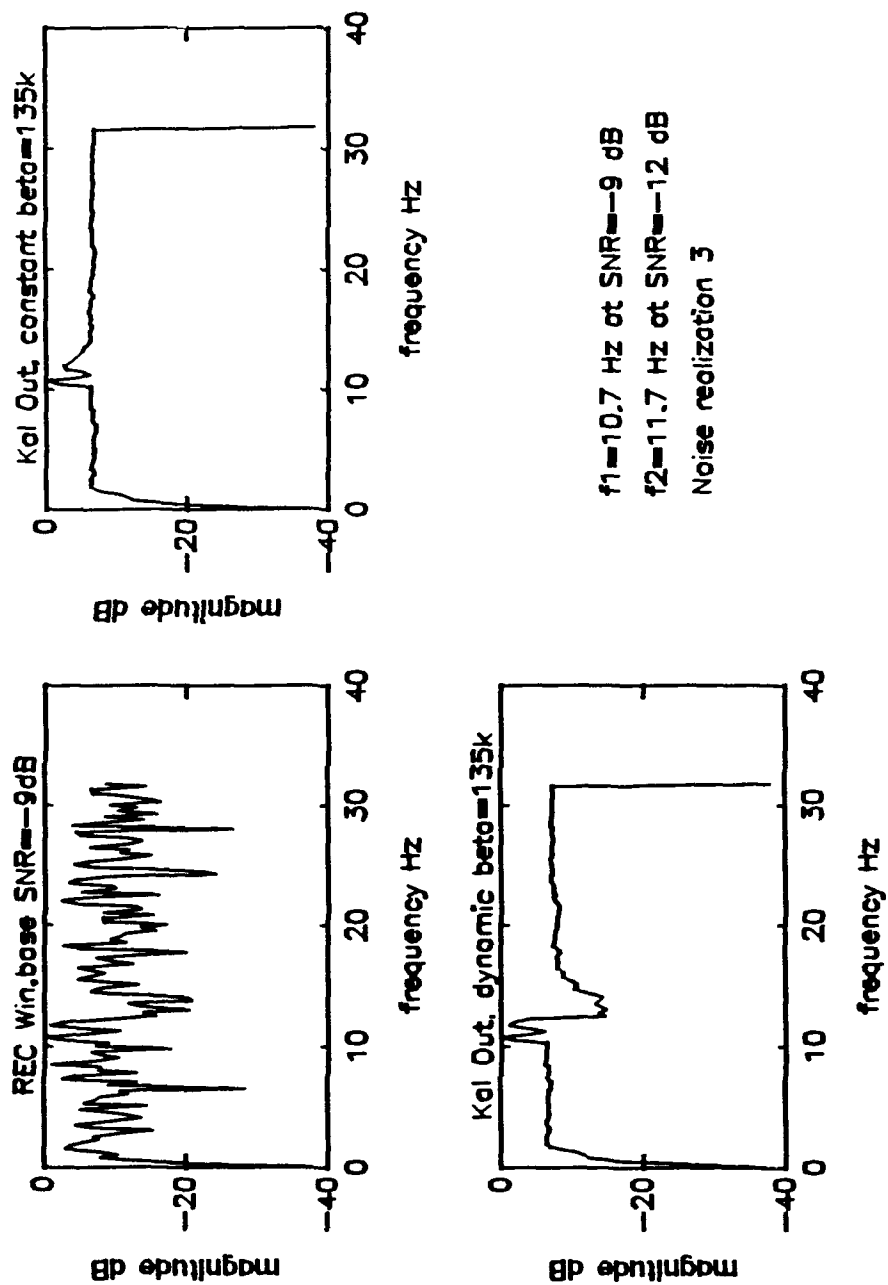 REC Win,base SNR=-9dB
0
-20
-40
magnitude dB
0 10 20 30 40
frequency Hz
Kal Out, constant beta=135k
0
-20
-40
magnitude dB
0 10 20 30 40
frequency Hz
Kal Out, dynamic beta=135k
0
-20
-40
magnitude dB
0 10 20 30 40
frequency Hz
f1=10.7 Hz at SNR=-9 dB
f2=11.7 Hz at SNR=-12 dB
Noise realization 3